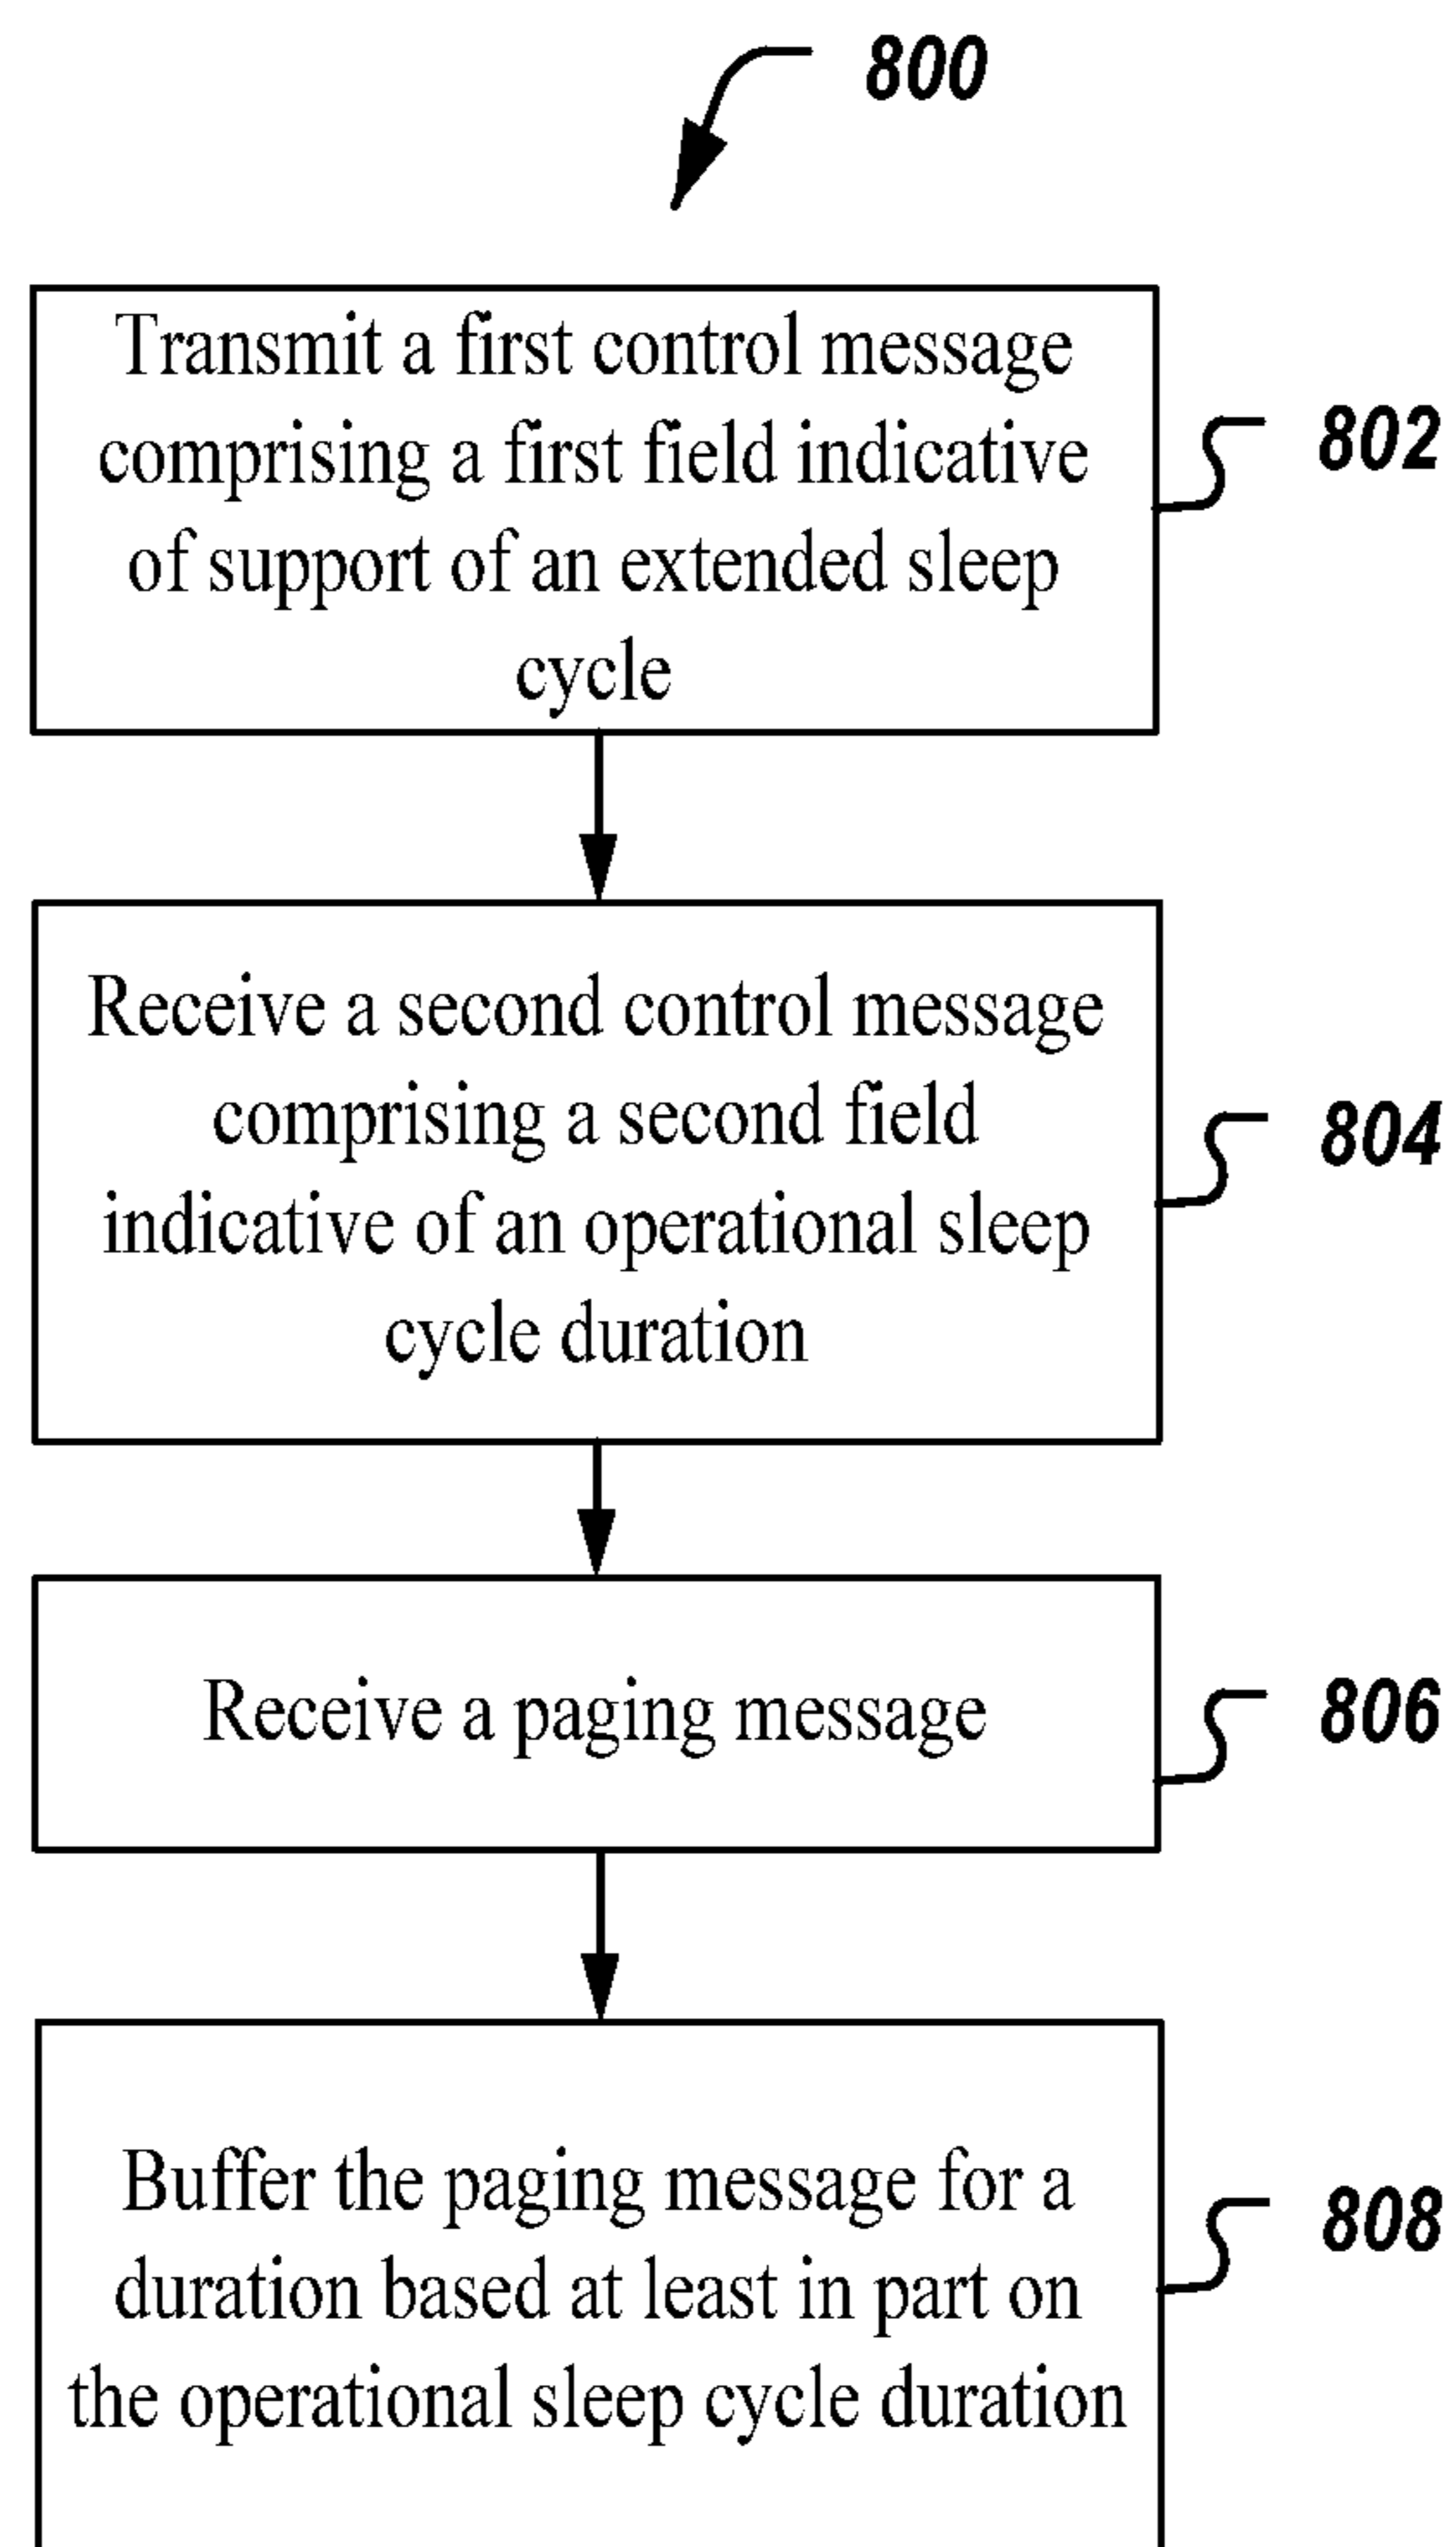 800
Transmit a first control message
comprising a first field indicative
of support of an extended sleep
cycle
802
Receive a second control message
comprising a second field
indicative of an operational sleep
cycle duration
804
Receive a paging message
806
Buffer the paging message for a
duration based at least in part on
the operational sleep cycle duration
808